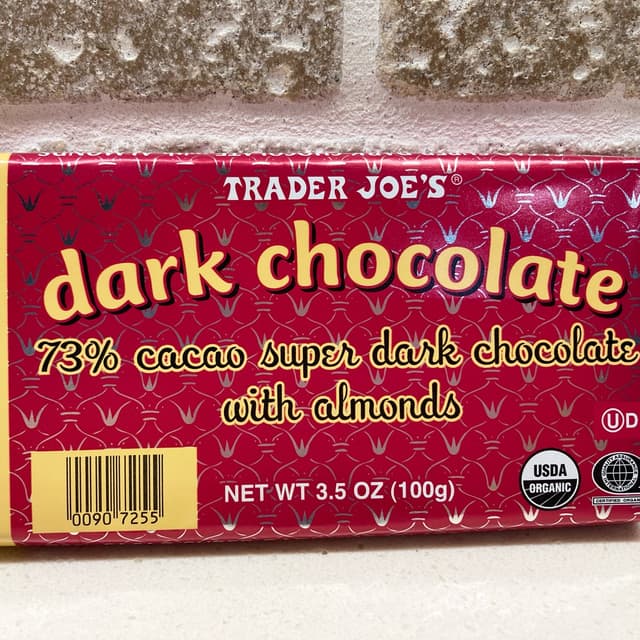 TRADER JOE'S®
dark chocolate
73% cacao super dark chocolate
with almonds
ⓊD
NET WT 3.5 OZ (100g)
USDA
ORGANIC
0090 7255